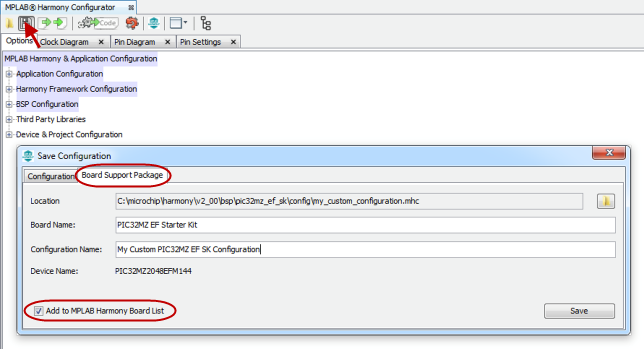 MPLAB® Harmony Configurator
Code
Options Clock Diagram Pin Diagram Pin Settings
MPLAB Harmony & Application Configuration
Application Configuration
Harmony Framework Configuration
BSP Configuration
Third Party Libraries
Device & Project Configuration
Save Configuration
Configuration Board Support Package
Location C:\microchip\harmony\v2_00\bsp\pic32mz_ef_sk\config\my_custom_configuration.mhc
Board Name: PIC32MZ EF Starter Kit
Configuration Name: My Custom PIC32MZ EF SK Configuration
Device Name: PIC32MZ2048EFM144
Add to MPLAB Harmony Board List Save